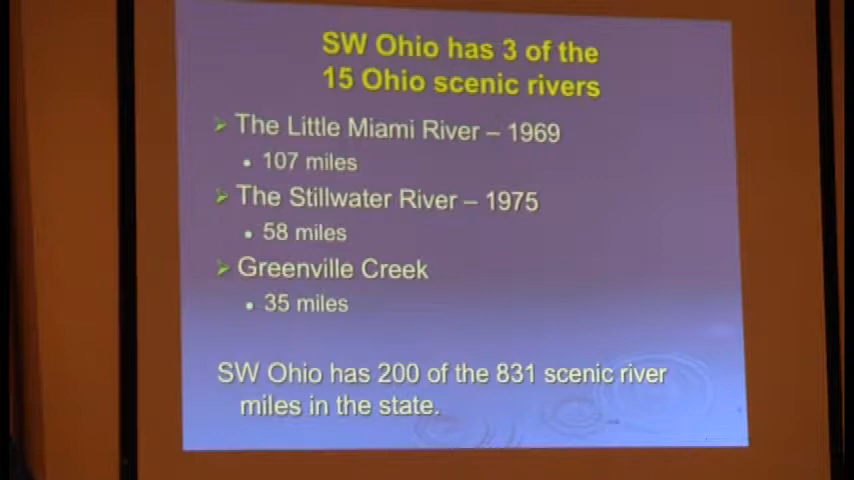 SW Ohio has 3 of the
15 Ohio scenic rivers
The Little Miami River – 1969
• 107 miles
The Stillwater River – 1975
• 58 miles
Greenville Creek
• 35 miles
SW Ohio has 200 of the 831 scenic river
miles in the state.